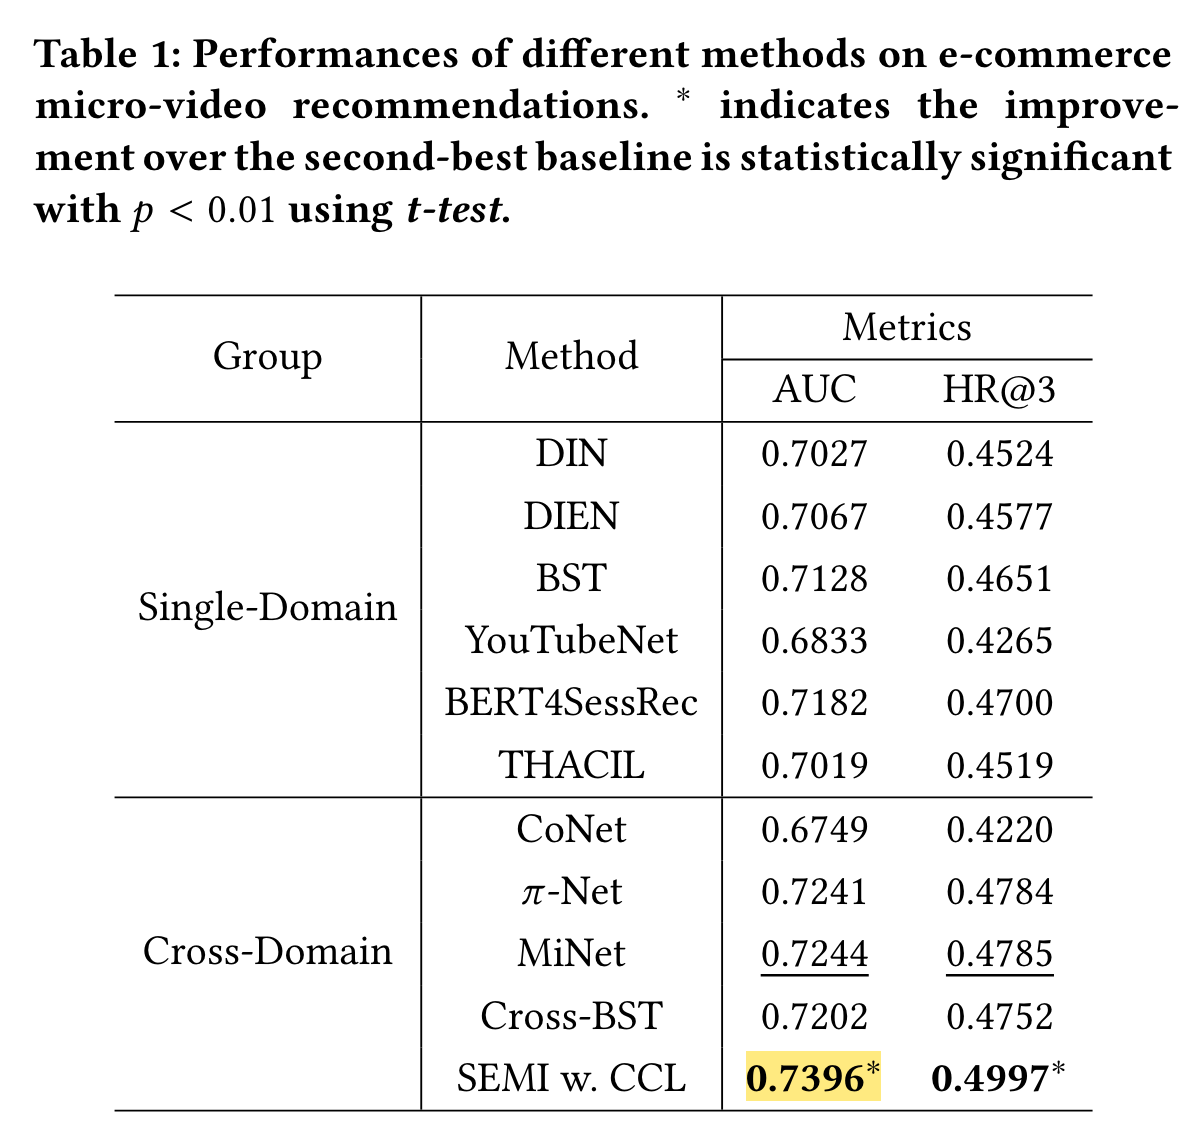 Table 1: Performances of different methods on e-commerce
micro-video recommendations. * indicates the improve-
ment over the second-best baseline is statistically significant
with p < 0.01 using t-test.
Group Method Metrics
AUC HR@3
Single-Domain
DIN 0.7027 0.4524
DIEN 0.7067 0.4577
BST 0.7128 0.4651
YouTubeNet 0.6833 0.4265
BERT4SessRec 0.7182 0.4700
THACIL 0.7019 0.4519
Cross-Domain
CoNet 0.6749 0.4220
π-Net 0.7241 0.4784
MiNet 0.7244 0.4785
Cross-BST 0.7202 0.4752
SEMI w. CCL 0.7396* 0.4997*